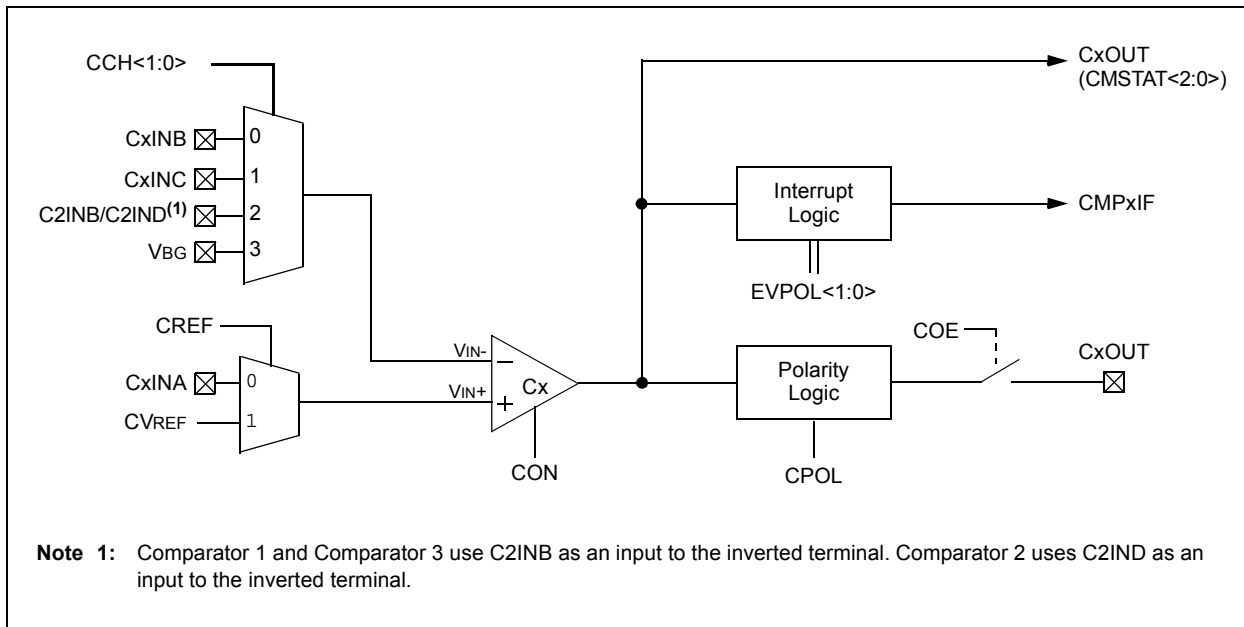 CCH<1:0>
CxINB
0
CxINC
1
C2INB/C2IND(1)
2
VBG
3
CREF
CxINA
0
CVREF
1
VIN-
VIN+
–
+
Cx
CON
CxOUT
(CMSTAT<2:0>)
Interrupt
Logic
CMPxIF
EVPOL<1:0>
COE
CxOUT
Polarity
Logic
CPOL
Note 1: Comparator 1 and Comparator 3 use C2INB as an input to the inverted terminal. Comparator 2 uses C2IND as an
input to the inverted terminal.